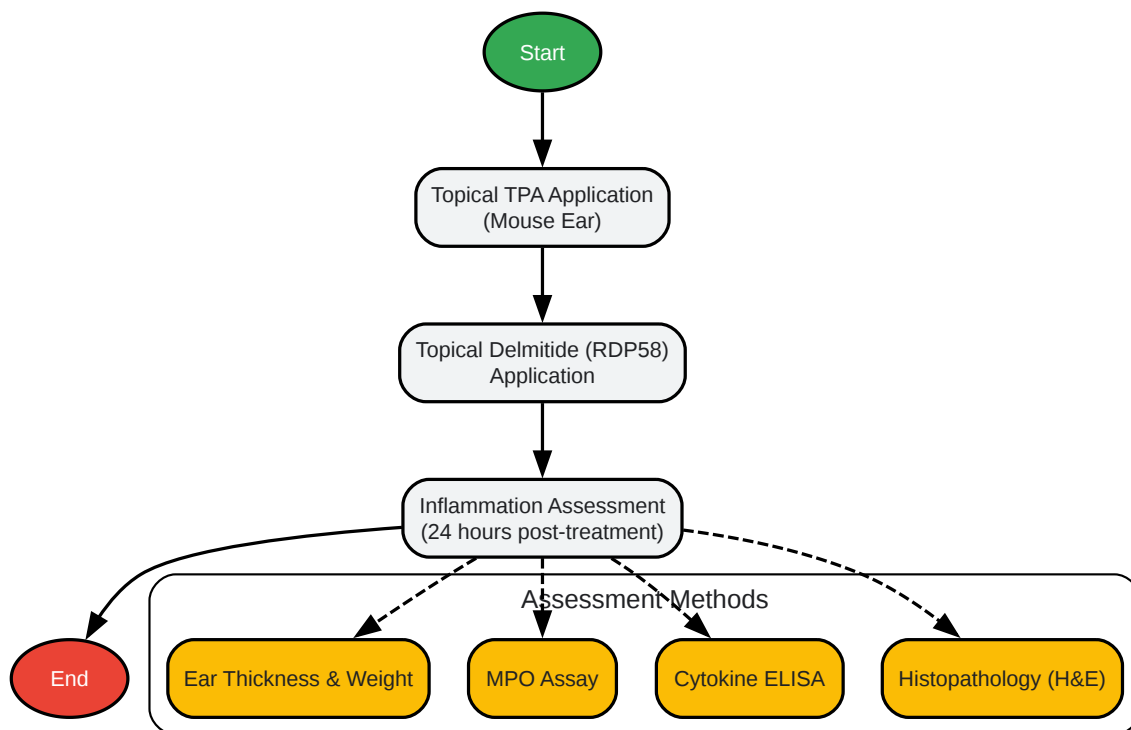 Start
Topical TPA Application
(Mouse Ear)
Topical Delmitide (RDP58)
Application
Inflammation Assessment
(24 hours post-treatment)
Assessment Methods
End
Ear Thickness & Weight
MPO Assay
Cytokine ELISA
Histopathology (H&E)